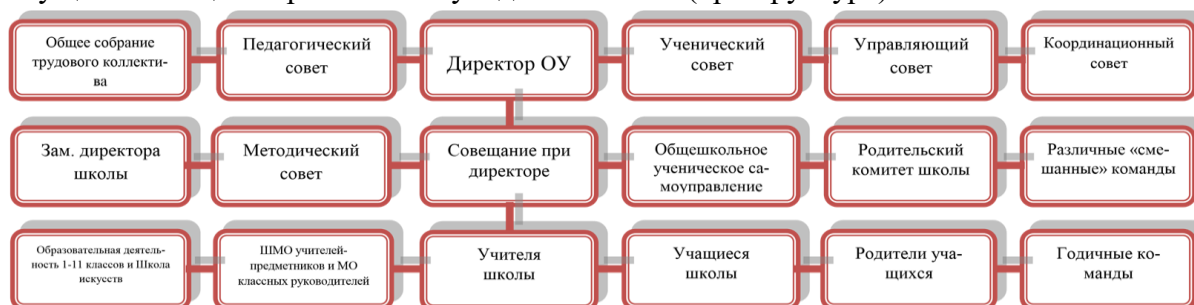 Общее собрание
трудового коллекти-
ва
Педагогический
совет
Директор ОУ
Ученический
совет
Управляющий
совет
Координационный
совет
Зам. директора
школы
Методический
совет
Совещание при
директоре
Общешкольное
ученическое са-
моуправление
Родительский
комитет школы
Различные «сме-
шанные» команды
Образовательная деятель-
ность 1-11 классов и Школа
искусств
ШМО учителей-
предметников и МО
классных руководителей
Учителя
школы
Учащиеся
школы
Родители уча-
щихся
Годичные ко-
манды